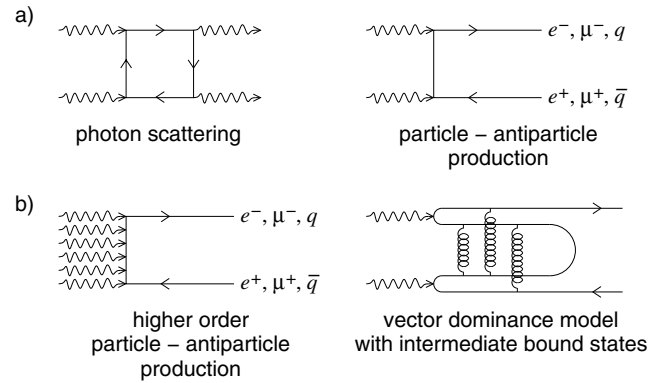 a)
e⁻, μ⁻, q
e⁺, μ⁺, q̅
photon scattering
particle – antiparticle
production
b)
e⁻, μ⁻, q
e⁺, μ⁺, q̅
higher order
particle – antiparticle
production
vector dominance model
with intermediate bound states